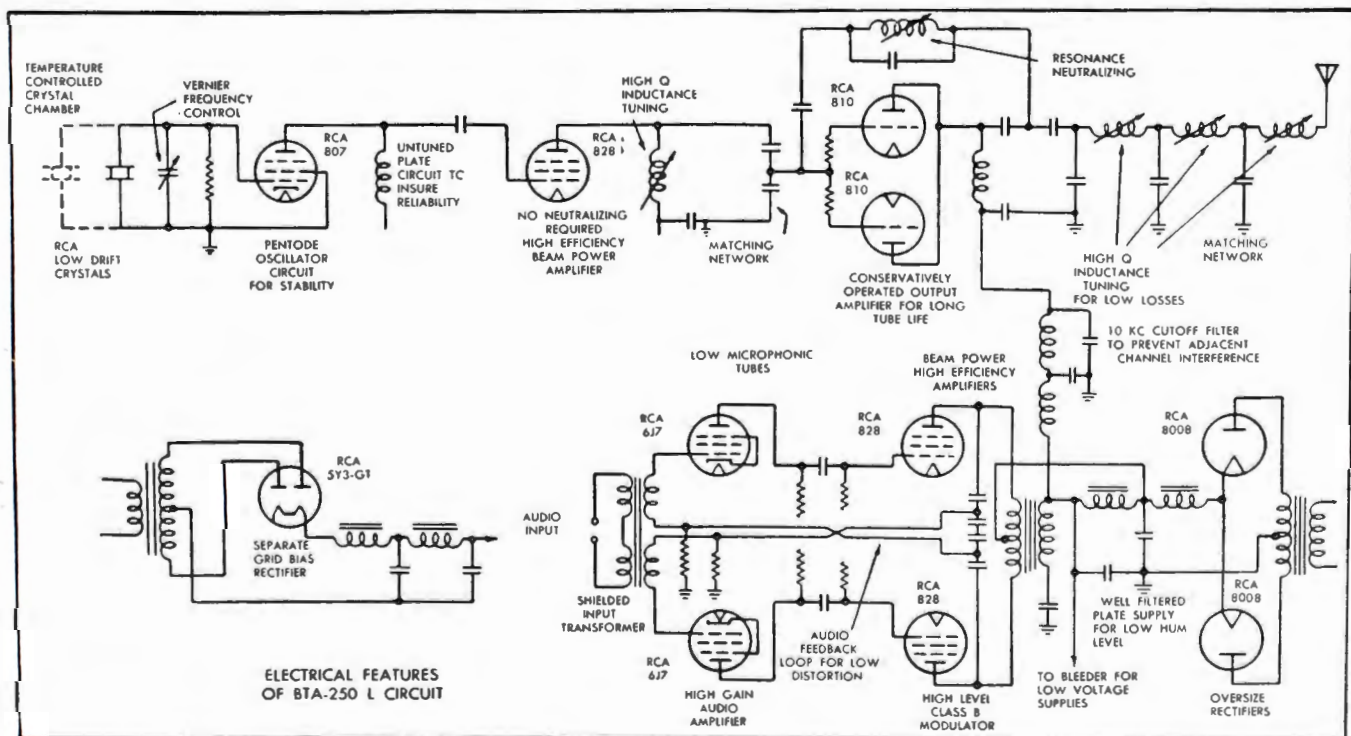 TEMPERATURE
CONTROLLED
CRYSTAL
CHAMBER
VERNIER
FREQUENCY
CONTROL
RCA
LOW DRIFT
CRYSTALS
RCA
807
PENTODE
OSCILLATOR
CIRCUIT
FOR STABILITY
UNTUNED
PLATE
CIRCUIT TC
INSURE
RELIABILITY
RCA
828
NO NEUTRALIZING
REQUIRED
HIGH EFFICIENCY
BEAM POWER
AMPLIFIER
HIGH Q
INDUCTANCE
TUNING
MATCHING
NETWORK
RCA
810
RCA
810
CONSERVATIVELY
OPERATED OUTPUT
AMPLIFIER FOR LONG
TUBE LIFE
RESONANCE
NEUTRALIZING
HIGH Q
INDUCTANCE
TUNING
FOR LOW LOSSES
MATCHING
NETWORK
10 KC CUTOFF FILTER
TO PREVENT ADJACENT
CHANNEL INTERFERENCE
RCA
5Y3-GT
SEPARATE
GRID BIAS
RECTIFIER
ELECTRICAL FEATURES
OF BTA-250 L CIRCUIT
AUDIO
INPUT
SHIELDED
INPUT
TRANSFORMER
LOW MICROPHONIC
TUBES
RCA
6J7
RCA
6J7
HIGH GAIN
AUDIO
AMPLIFIER
AUDIO
FEEDBACK
LOOP FOR LOW
DISTORTION
BEAM POWER
HIGH EFFICIENCY
AMPLIFIERS
RCA
828
RCA
828
HIGH LEVEL
CLASS B
MODULATOR
WELL FILTERED
PLATE SUPPLY
FOR LOW HUM
LEVEL
TO BLEEDER FOR
LOW VOLTAGE
SUPPLIES
RCA
8008
RCA
8008
OVERSIZE
RECTIFIERS